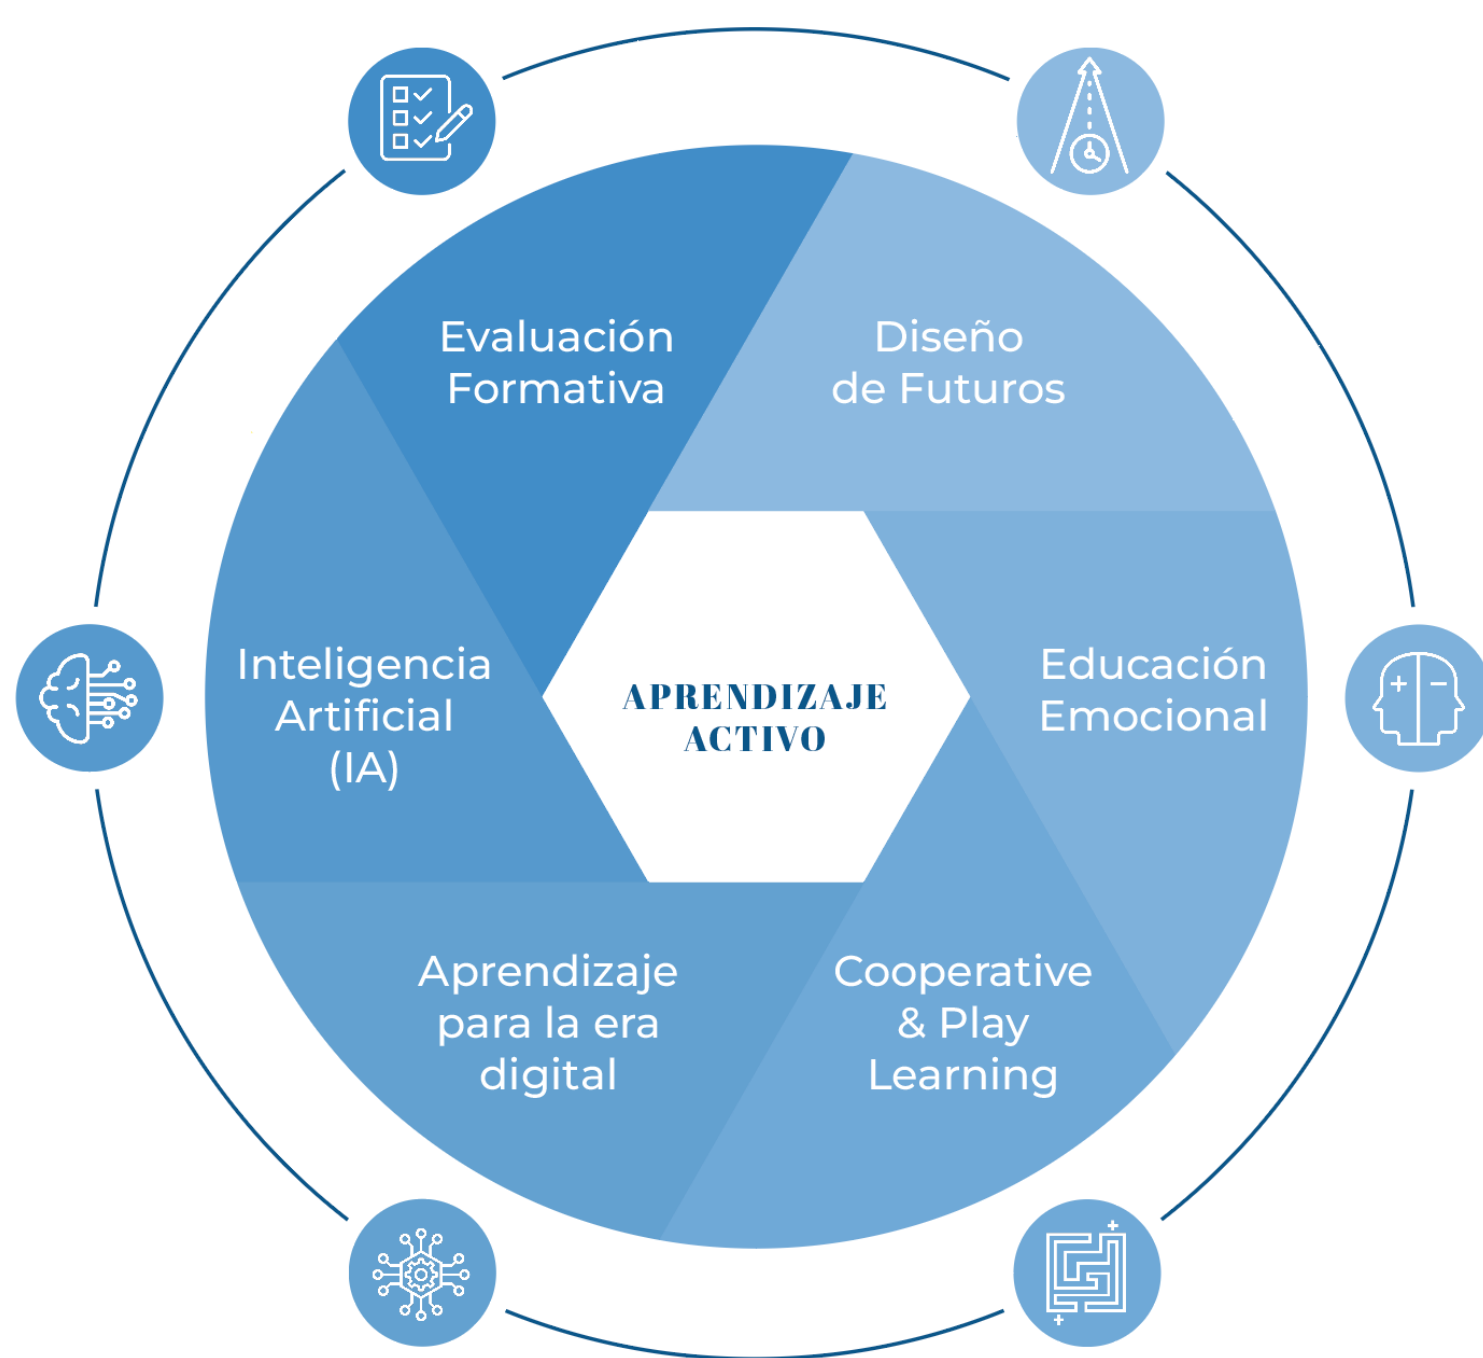 Evaluación
Formativa
Diseño
de Futuros
Inteligencia
Artificial
(IA)
APRENDIZAJE
ACTIVO
Educación
Emocional
Aprendizaje
para la era
digital
Cooperative
& Play
Learning